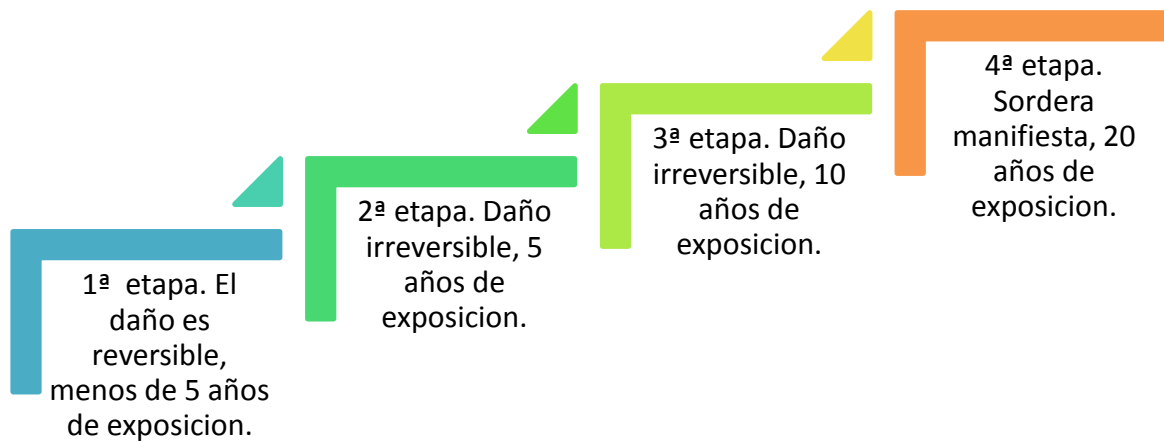 1ª etapa. El
daño es
reversible,
menos de 5 años
de exposicion.
2ª etapa. Daño
irreversible, 5
años de
exposicion.
3ª etapa. Daño
irreversible, 10
años de
exposicion.
4ª etapa.
Sordera
manifiesta, 20
años de
exposicion.